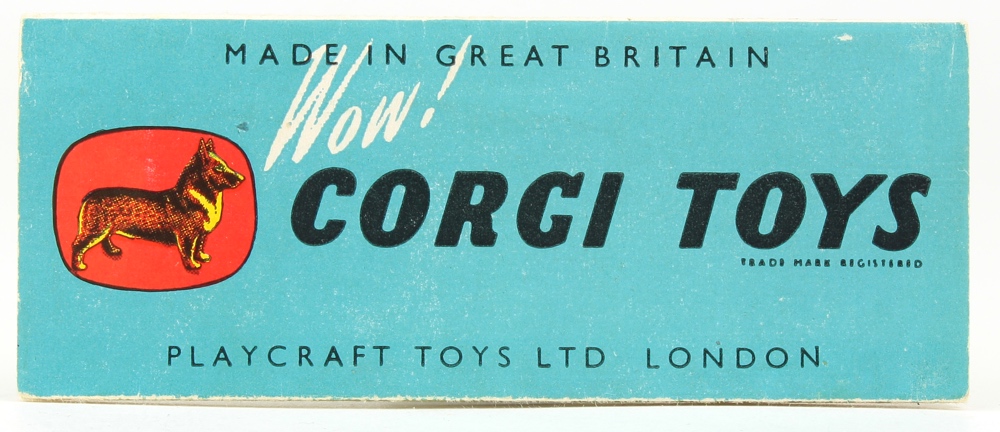 MADE IN GREAT BRITAIN
Wow!
CORGI TOYS
TRADE MARK REGISTERED
PLAYCRAFT TOYS LTD LONDON